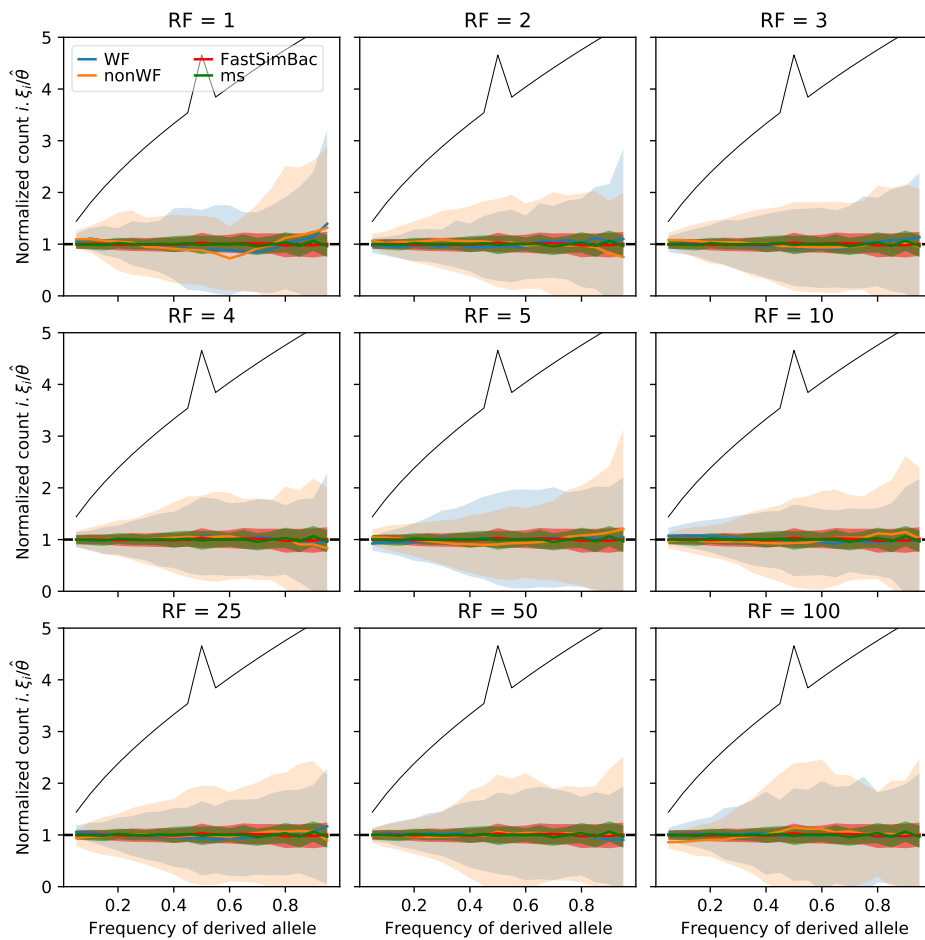 RF = 1
RF = 2
RF = 3
WF
FastSimBac
nonWF
ms
5
4
3
2
1
0
Normalized count i.ξi/θ̂
RF = 4
RF = 5
RF = 10
5
4
3
2
1
0
Normalized count i.ξi/θ̂
RF = 25
RF = 50
RF = 100
5
4
3
2
1
0
Normalized count i.ξi/θ̂
0.2 0.4 0.6 0.8
0.2 0.4 0.6 0.8
0.2 0.4 0.6 0.8
Frequency of derived allele
Frequency of derived allele
Frequency of derived allele